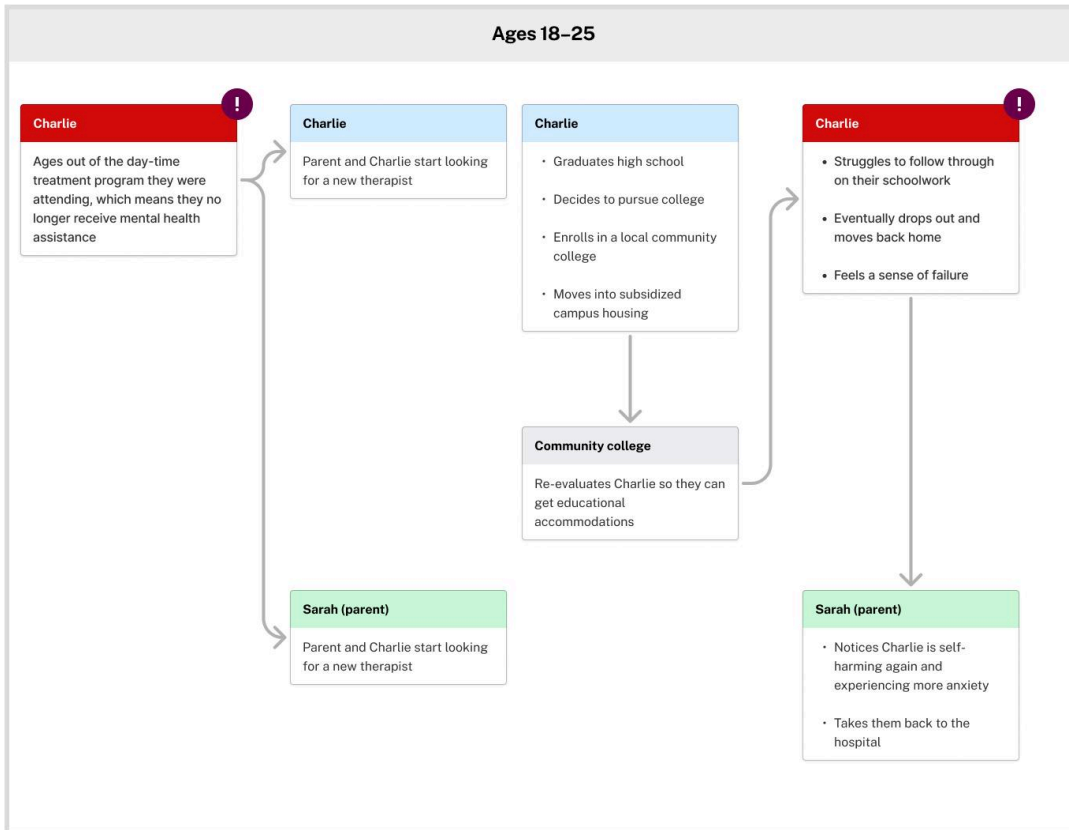 Ages 18–25
!
Charlie
Ages out of the day-time
treatment program they were
attending, which means they no
longer receive mental health
assistance
Charlie
Parent and Charlie start looking
for a new therapist
Charlie
• Graduates high school
• Decides to pursue college
• Enrolls in a local community
college
• Moves into subsidized
campus housing
!
Charlie
• Struggles to follow through
on their schoolwork
• Eventually drops out and
moves back home
• Feels a sense of failure
Community college
Re-evaluates Charlie so they can
get educational
accommodations
Sarah (parent)
Parent and Charlie start looking
for a new therapist
Sarah (parent)
• Notices Charlie is self-
harming again and
experiencing more anxiety
• Takes them back to the
hospital